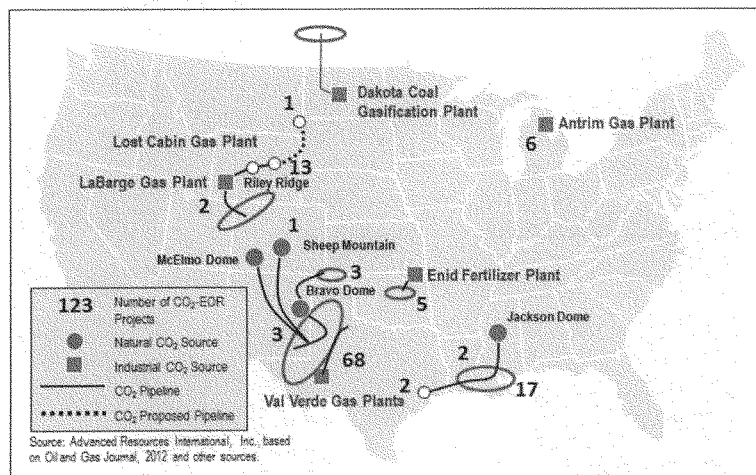 Dakota Coal
Gasification Plant
1
Antrim Gas Plant
6
Lost Cabin Gas Plant
13
LaBarge Gas Plant
Riley Ridge
2
1
Sheep Mountain
McElmo Dome
3
Enid Fertilizer Plant
Bravo Dome
5
Jackson Dome
3
68
2
2
17
Val Verde Gas Plants
123
Number of CO₂-EOR
Projects
Natural CO₂ Source
Industrial CO₂ Source
CO₂ Pipeline
CO₂ Proposed Pipeline
Source: Advanced Resources International, Inc., based
on Oil and Gas Journal, 2012 and other sources.